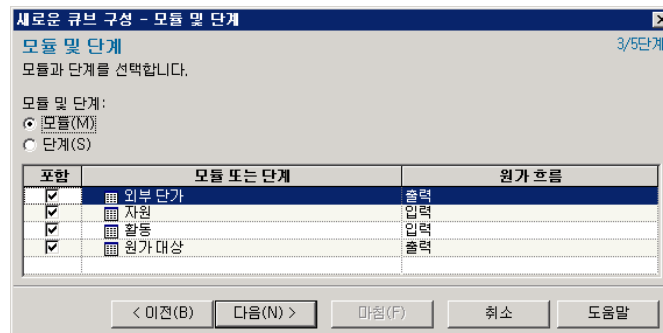 새로운 큐브 구성 - 모듈 및 단계
모듈 및 단계 3/5단계
모듈과 단계를 선택합니다.
모듈 및 단계:
모듈(M)
단계(S)
포함 모듈 또는 단계 원가 흐름
외부 단가 출력
자원 입력
활동 입력
원가 대상 출력
< 이전(B) 다음(N) > 마침(F) 취소 도움말